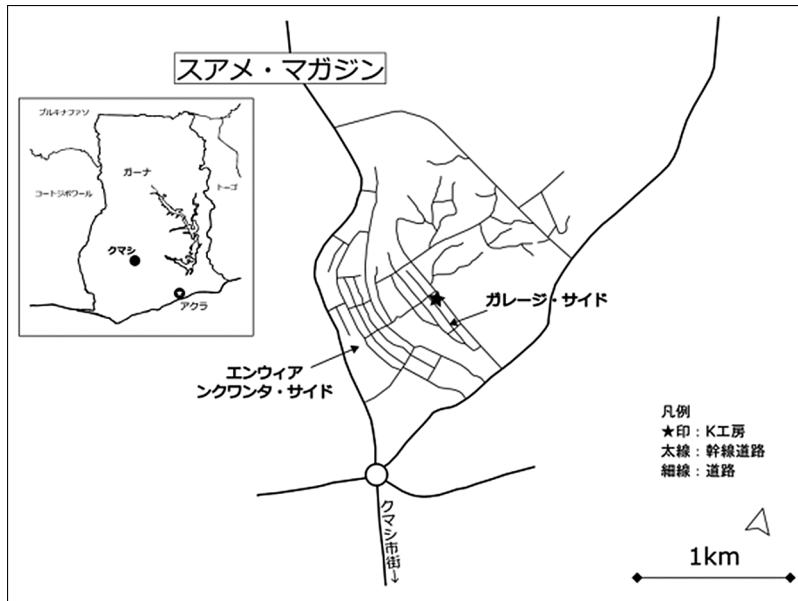 スアメ・マガジン
ブルキナファソ
ガーナ
コートジボワール
トーゴ
クマシ
アクラ
ガレージ・サイド
エンウィア
ンクワンタ・サイド
凡例
★印：K工房
太線：幹線道路
細線：道路
クマシ市街→
1km